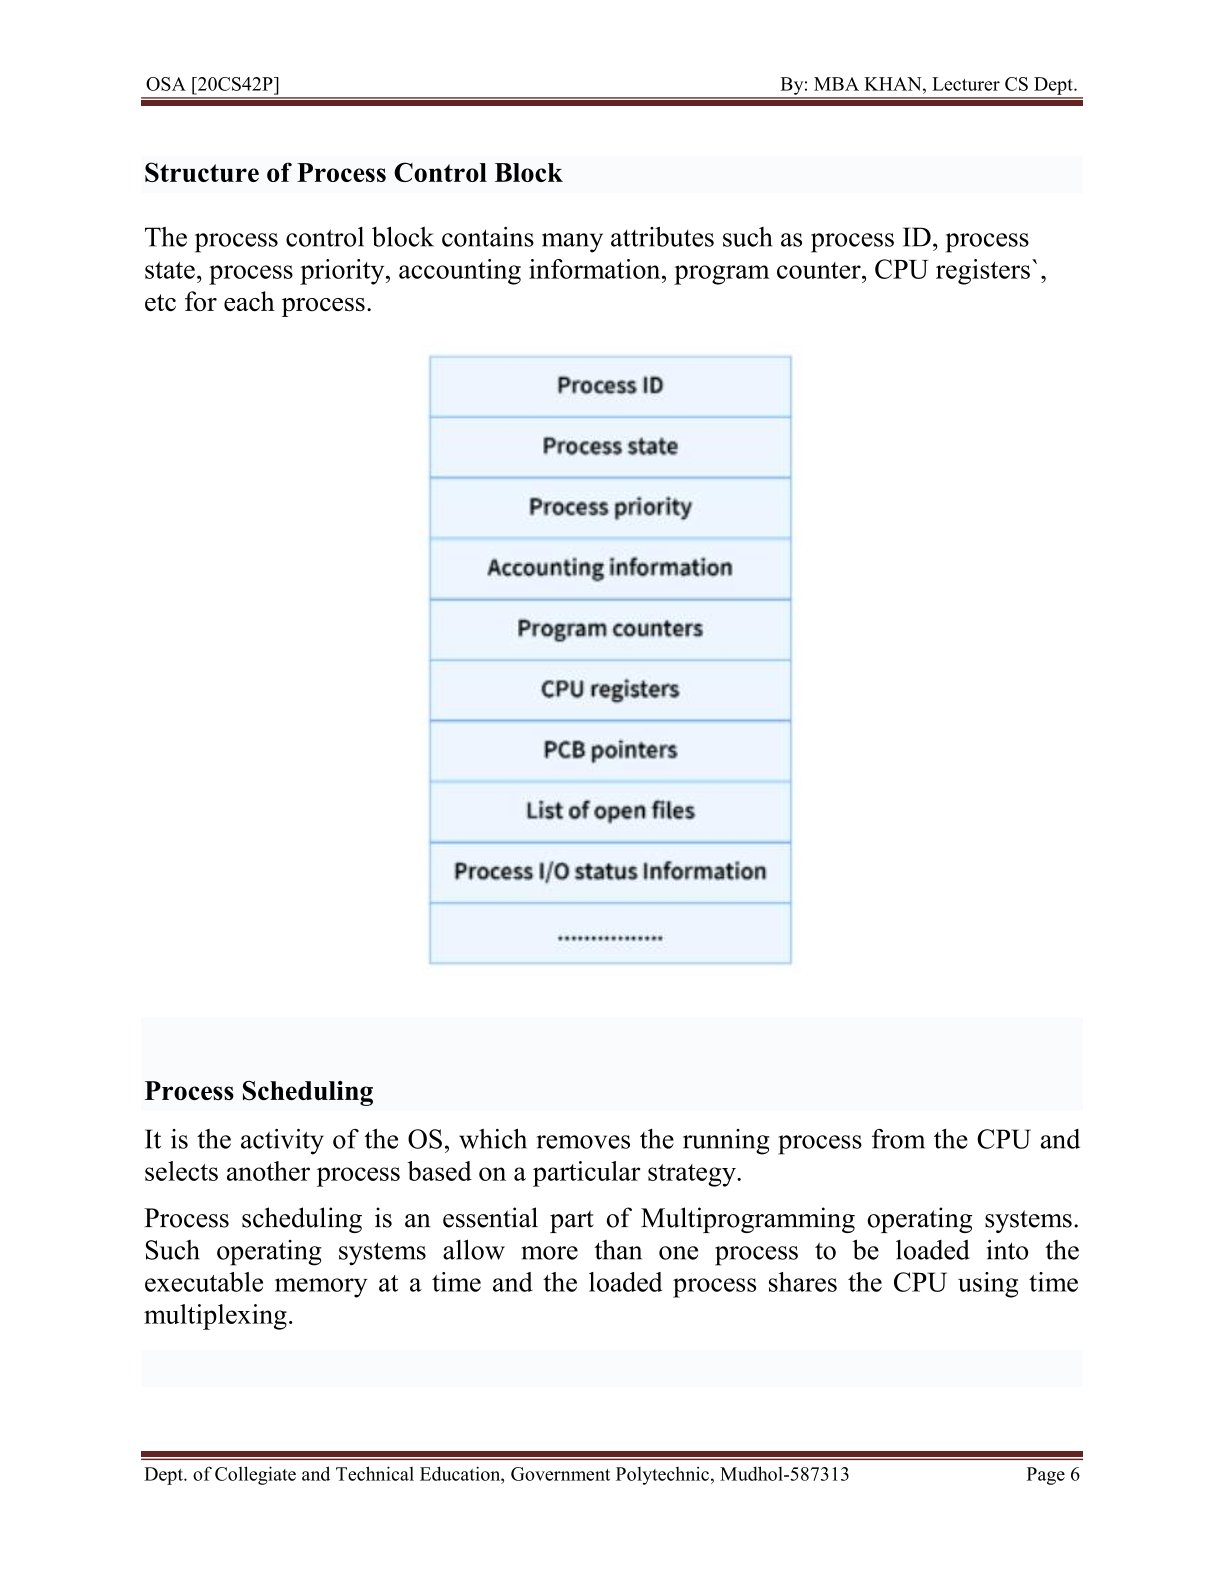 OSA [20CS42P] By: MBA KHAN, Lecturer CS Dept.
Structure of Process Control Block
The process control block contains many attributes such as process ID, process
state, process priority, accounting information, program counter, CPU registers`,
etc for each process.
Process ID
Process state
Process priority
Accounting information
Program counters
CPU registers
PCB pointers
List of open files
Process I/O status Information
................
Process Scheduling
It is the activity of the OS, which removes the running process from the CPU and
selects another process based on a particular strategy.
Process scheduling is an essential part of Multiprogramming operating systems.
Such operating systems allow more than one process to be loaded into the
executable memory at a time and the loaded process shares the CPU using time
multiplexing.
Dept. of Collegiate and Technical Education, Government Polytechnic, Mudhol-587313 Page 6